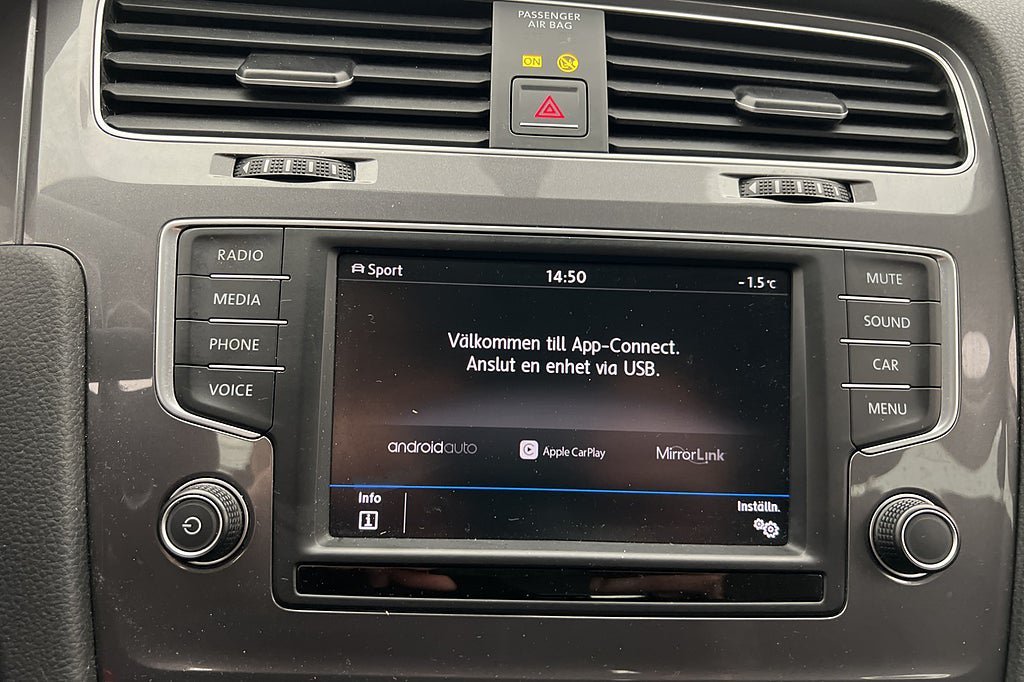 PASSENGER
AIR BAG
ON
RADIO
MEDIA
PHONE
VOICE
Sport
14:50
-1.5°C
Välkommen till App-Connect.
Anslut en enhet via USB.
androidauto
Apple CarPlay
MirrorLink
Info
Inställn.
MUTE
SOUND
CAR
MENU